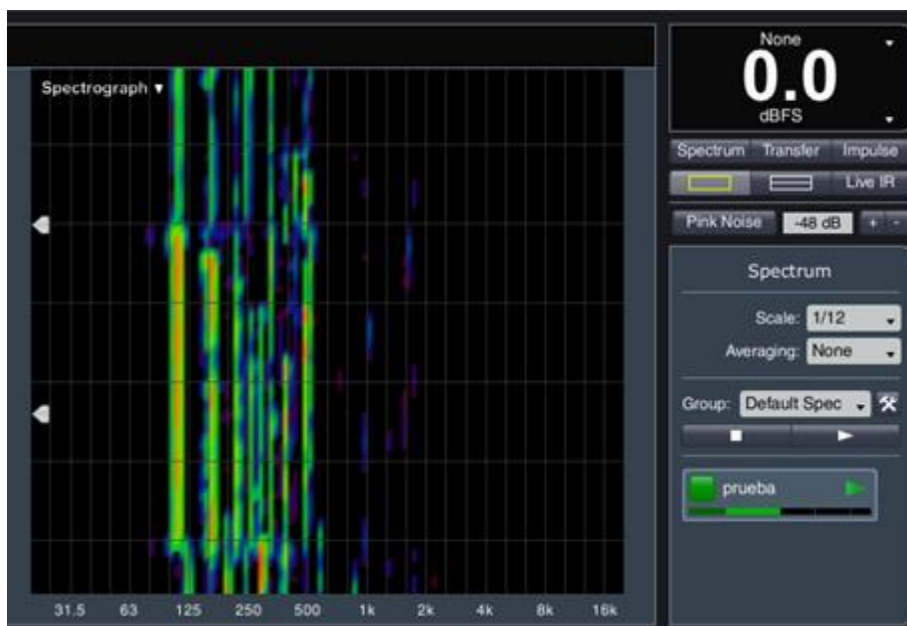 Spectrograph ▼
None
0.0
dBFS
Spectrum Transfer Impulse
Live IR
Pink Noise -48 dB + -
Spectrum
Scale: 1/12
Averaging: None
Group: Default Spec
prueba
31.5 63 125 250 500 1k 2k 4k 8k 16k